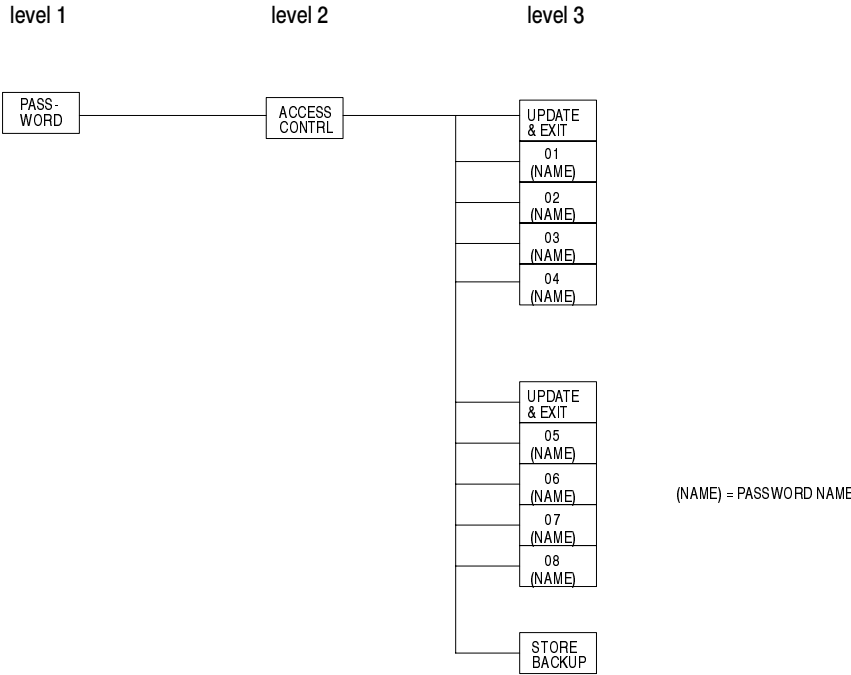 level 1
level 2
level 3
PASS-
WORD
ACCESS
CONTRL
UPDATE
& EXIT
01
(NAME)
02
(NAME)
03
(NAME)
04
(NAME)
UPDATE
& EXIT
05
(NAME)
06
(NAME)
07
(NAME)
08
(NAME)
(NAME) = PASSWORD NAME
STORE
BACKUP